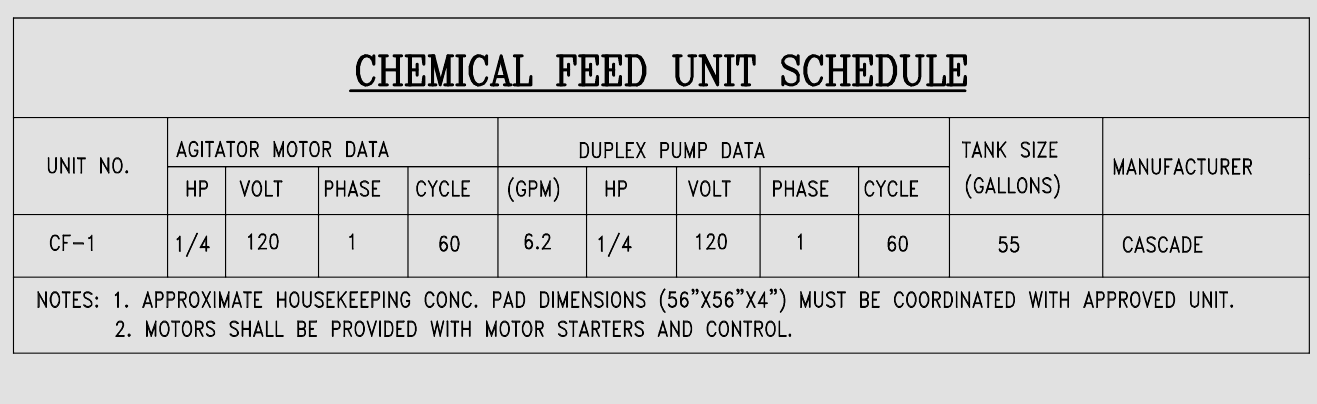 CHEMICAL FEED UNIT SCHEDULE
UNIT NO. AGITATOR MOTOR DATA DUPLEX PUMP DATA TANK SIZE (GALLONS) MANUFACTURER
HP VOLT PHASE CYCLE (GPM) HP VOLT PHASE CYCLE
CF-1 1/4 120 1 60 6.2 1/4 120 1 60 55 CASCADE
NOTES: 1. APPROXIMATE HOUSEKEEPING CONC. PAD DIMENSIONS (56”X56”X4”) MUST BE COORDINATED WITH APPROVED UNIT.
2. MOTORS SHALL BE PROVIDED WITH MOTOR STARTERS AND CONTROL.